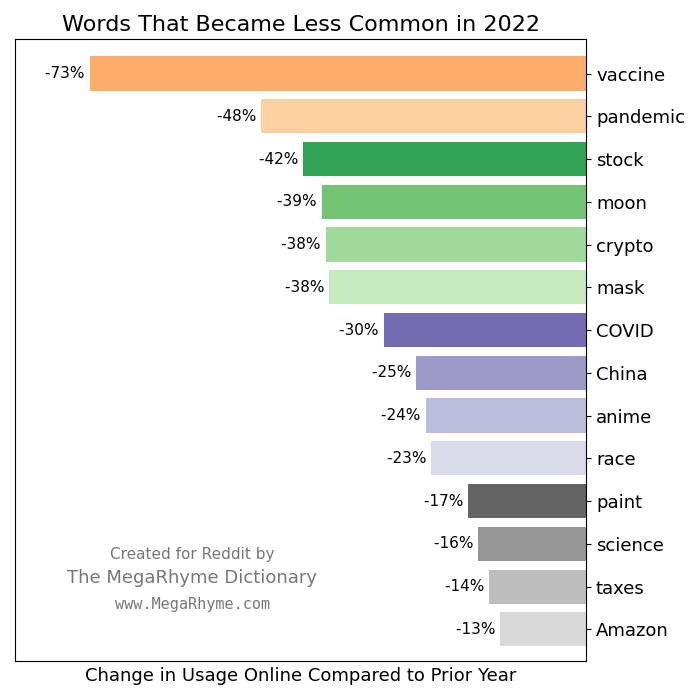 Words That Became Less Common in 2022
-73% vaccine
-48% pandemic
-42% stock
-39% moon
-38% crypto
-38% mask
-30% COVID
-25% China
-24% anime
-23% race
-17% paint
-16% science
-14% taxes
-13% Amazon
Created for Reddit by
The MegaRhyme Dictionary
www.MegaRhyme.com
Change in Usage Online Compared to Prior Year